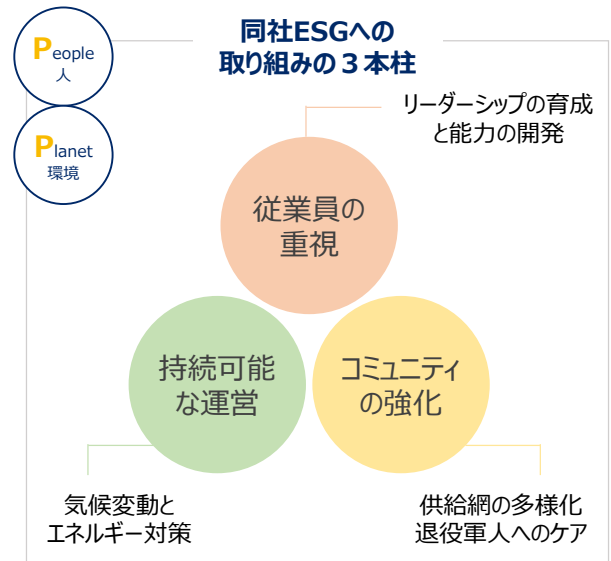 People
人
Planet
環境
同社ESGへの
取り組みの３本柱
リーダーシップの育成
と能力の開発
従業員の
重視
持続可能
な運営
コミュニティ
の強化
気候変動と
エネルギー対策
供給網の多様化
退役軍人へのケア